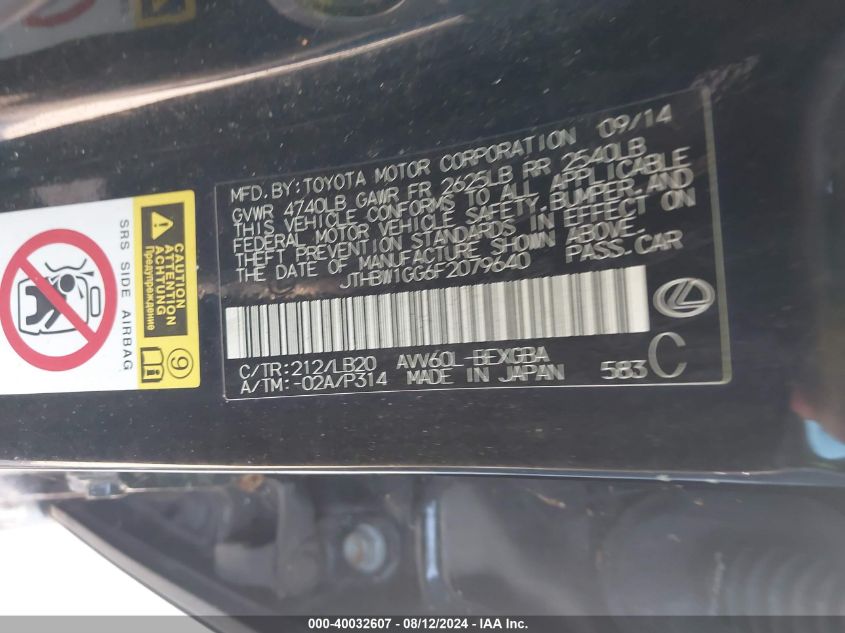 MFD. BY: TOYOTA MOTOR CORPORATION 09/14
GVWR 4740LB GAWR FR 2625LB RR 2540LB
THIS VEHICLE CONFORMS TO ALL APPLICABLE
FEDERAL MOTOR VEHICLE SAFETY, BUMPER, AND
THEFT PREVENTION STANDARDS IN EFFECT ON
THE DATE OF MANUFACTURE SHOWN ABOVE.
JTHBW1GG6F2079640 PASS.CAR
C/TR:212/LB20 AVV60L-BEXGBA
A/TM:-02A/P314 MADE IN JAPAN 583 C
SRS SIDE AIRBAG
CAUTION
ATTENTION
ACHTUNG
Предупреждение
9
000-40032607 - 08/12/2024 - IAA Inc.